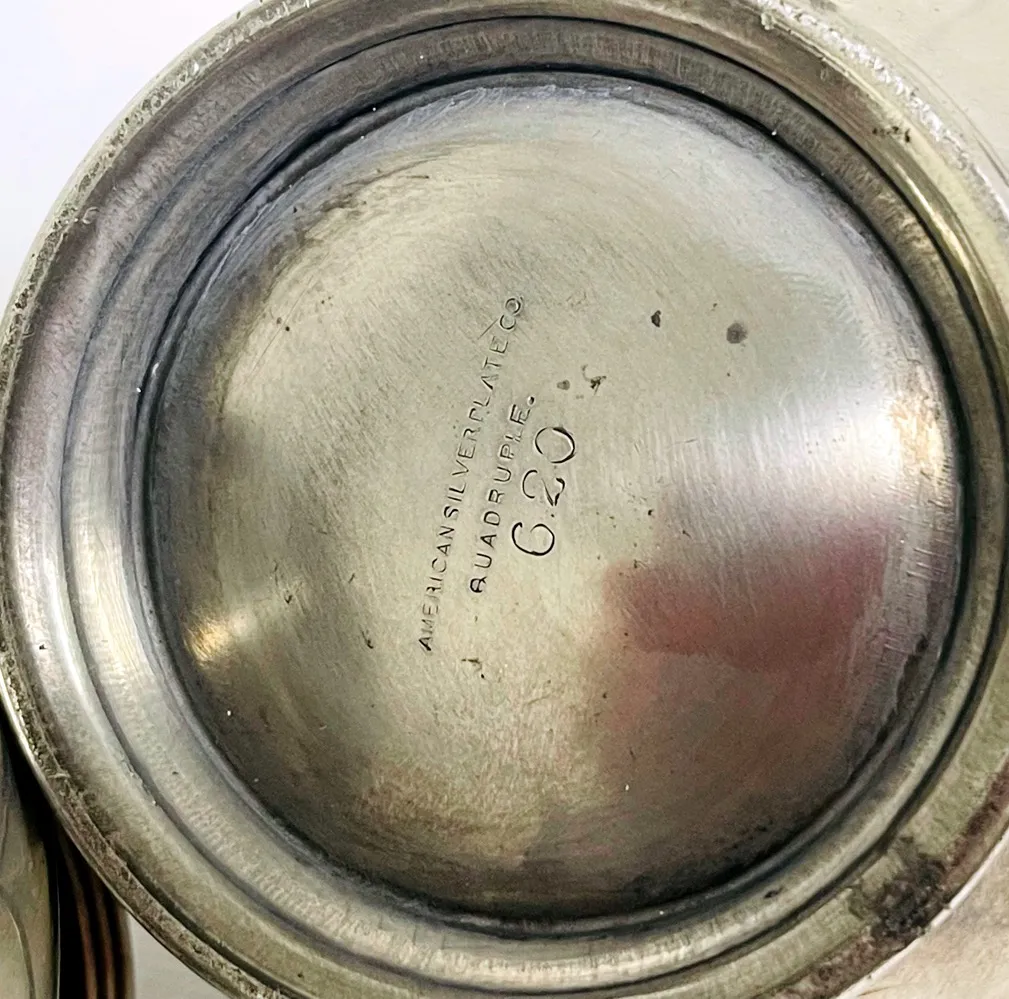 AMERICAN SILVER PLATE CO
QUADRUPLE.
620